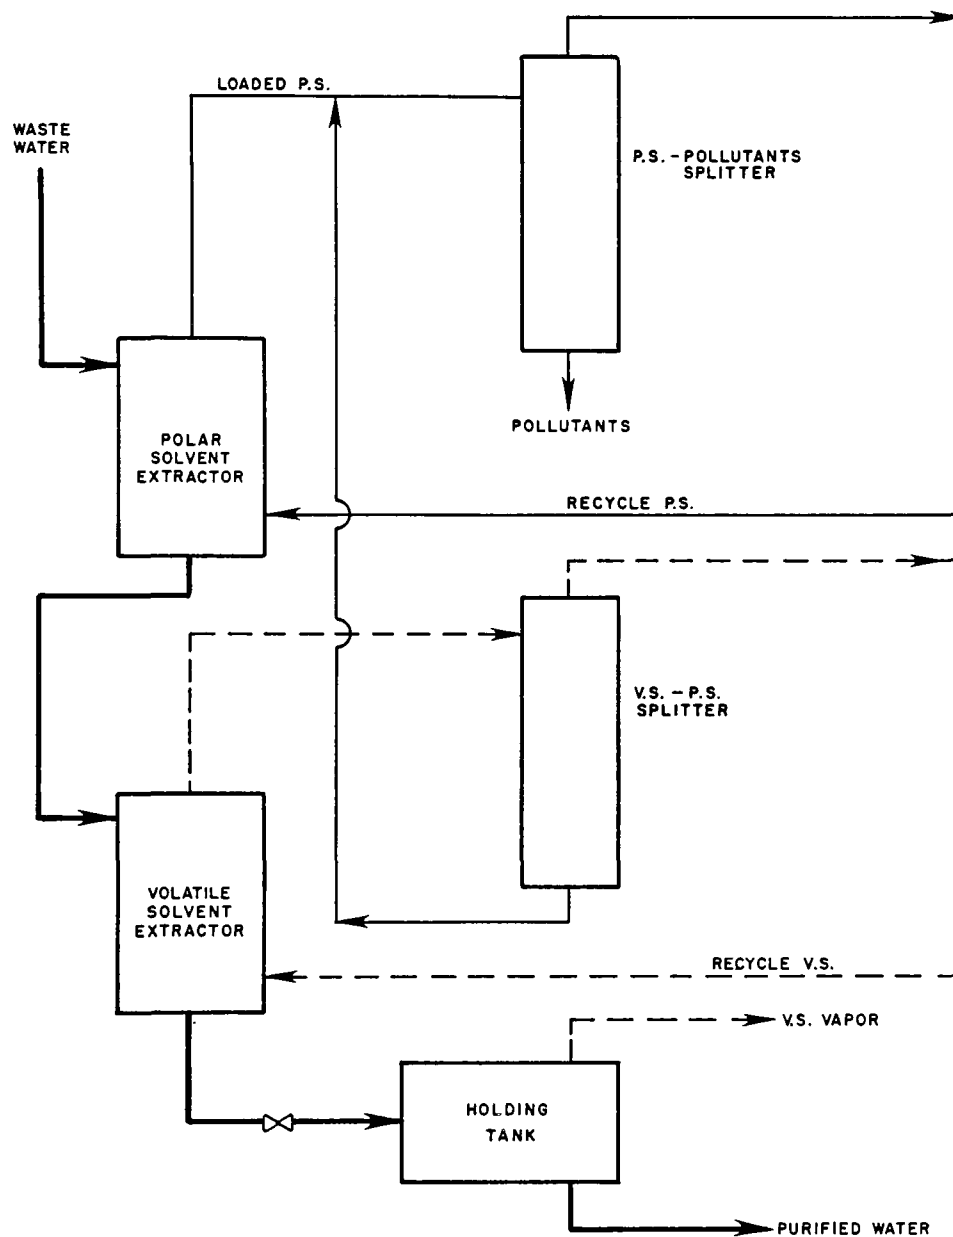 LOADED P.S.
WASTE
WATER
P.S. - POLLUTANTS
SPLITTER
POLLUTANTS
POLAR
SOLVENT
EXTRACTOR
RECYCLE P.S.
V.S. - P.S.
SPLITTER
VOLATILE
SOLVENT
EXTRACTOR
RECYCLE V.S.
V.S. VAPOR
HOLDING
TANK
PURIFIED WATER